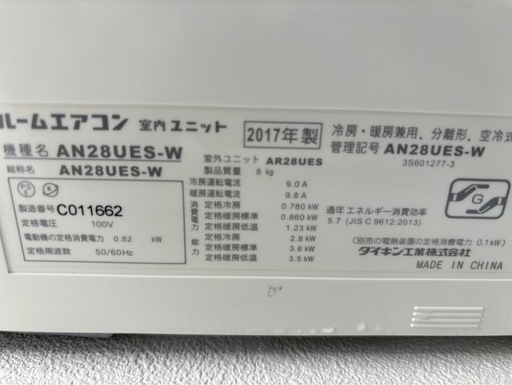 ルームエアコン 室内ユニット 2017年製 冷房・暖房兼用, 分離形, 空冷式
機種名 AN28UES-W 室外ユニット AR28UES 管理記号 AN28UES-W
総称名 AN28UES-W 製品質量 8 kg 3S601277-3
冷房運転電流 9.0 A
暖房運転電流 9.8 A
製造番号 C011662 消費電力 定格冷房 0.780 kW
定格電圧 100V 定格暖房標準 0.860 kW 通年エネルギー消費効率
電動機の定格消費電力 0.82 kW 定格暖房低温 1.23 kW 5.7 (JIS C 9612:2013)
定格周波数 50/60Hz 能力 定格冷房 2.8 kW
定格暖房標準 3.6 kW (別売の電熱装置の定格消費電力 0.1kW)
定格暖房低温 3.5 kW ダイキン工業株式会社
MADE IN CHINA
G